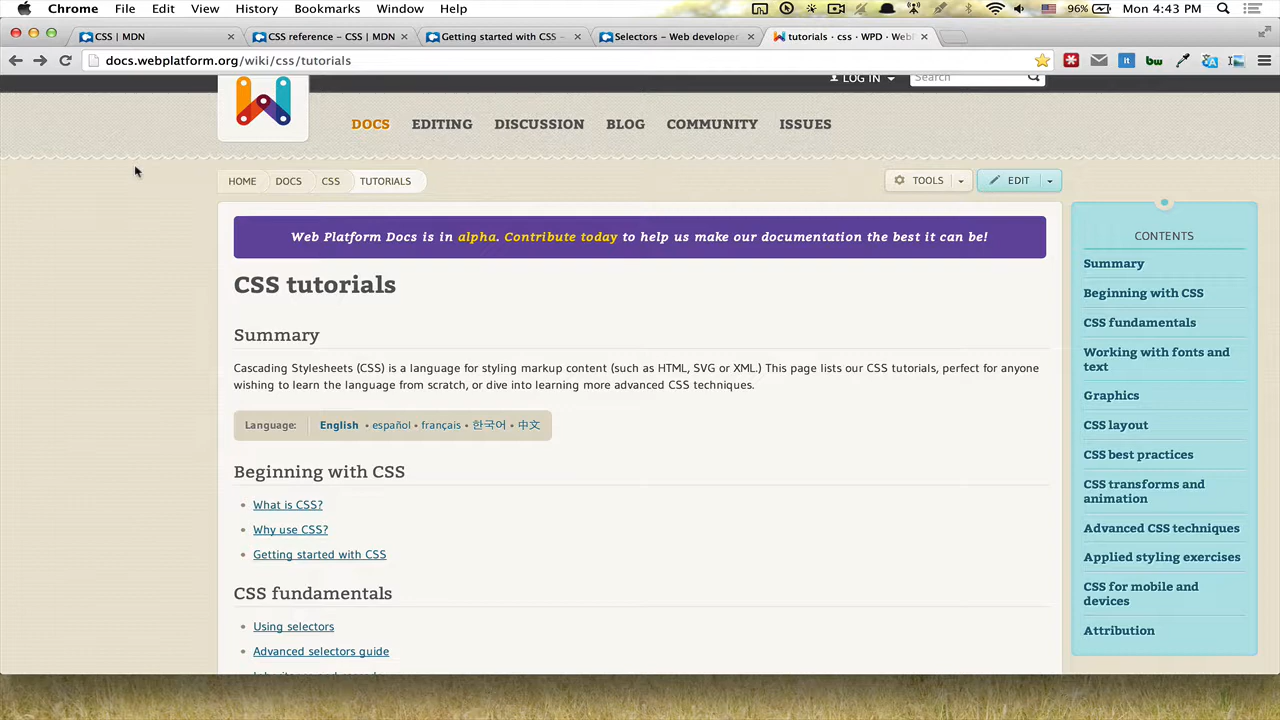 Chrome File Edit View History Bookmarks Window Help 96% Mon 4:43 PM
CSS | MDN × CSS reference - CSS | MDN × Getting started with CSS - × Selectors - Web developer × tutorials · css · WPD · Web ×
docs.webplatform.org/wiki/css/tutorials
lt bw
LOG IN Search
DOCS EDITING DISCUSSION BLOG COMMUNITY ISSUES
HOME DOCS CSS TUTORIALS TOOLS EDIT
Web Platform Docs is in alpha. Contribute today to help us make our documentation the best it can be!
CSS tutorials
Summary
Cascading Stylesheets (CSS) is a language for styling markup content (such as HTML, SVG or XML.) This page lists our CSS tutorials, perfect for anyone
wishing to learn the language from scratch, or dive into learning more advanced CSS techniques.
Language: English • español • français • 한국어 • 中文
Beginning with CSS
• What is CSS?
• Why use CSS?
• Getting started with CSS
CSS fundamentals
• Using selectors
• Advanced selectors guide
CONTENTS
Summary
Beginning with CSS
CSS fundamentals
Working with fonts and
text
Graphics
CSS layout
CSS best practices
CSS transforms and
animation
Advanced CSS techniques
Applied styling exercises
CSS for mobile and
devices
Attribution